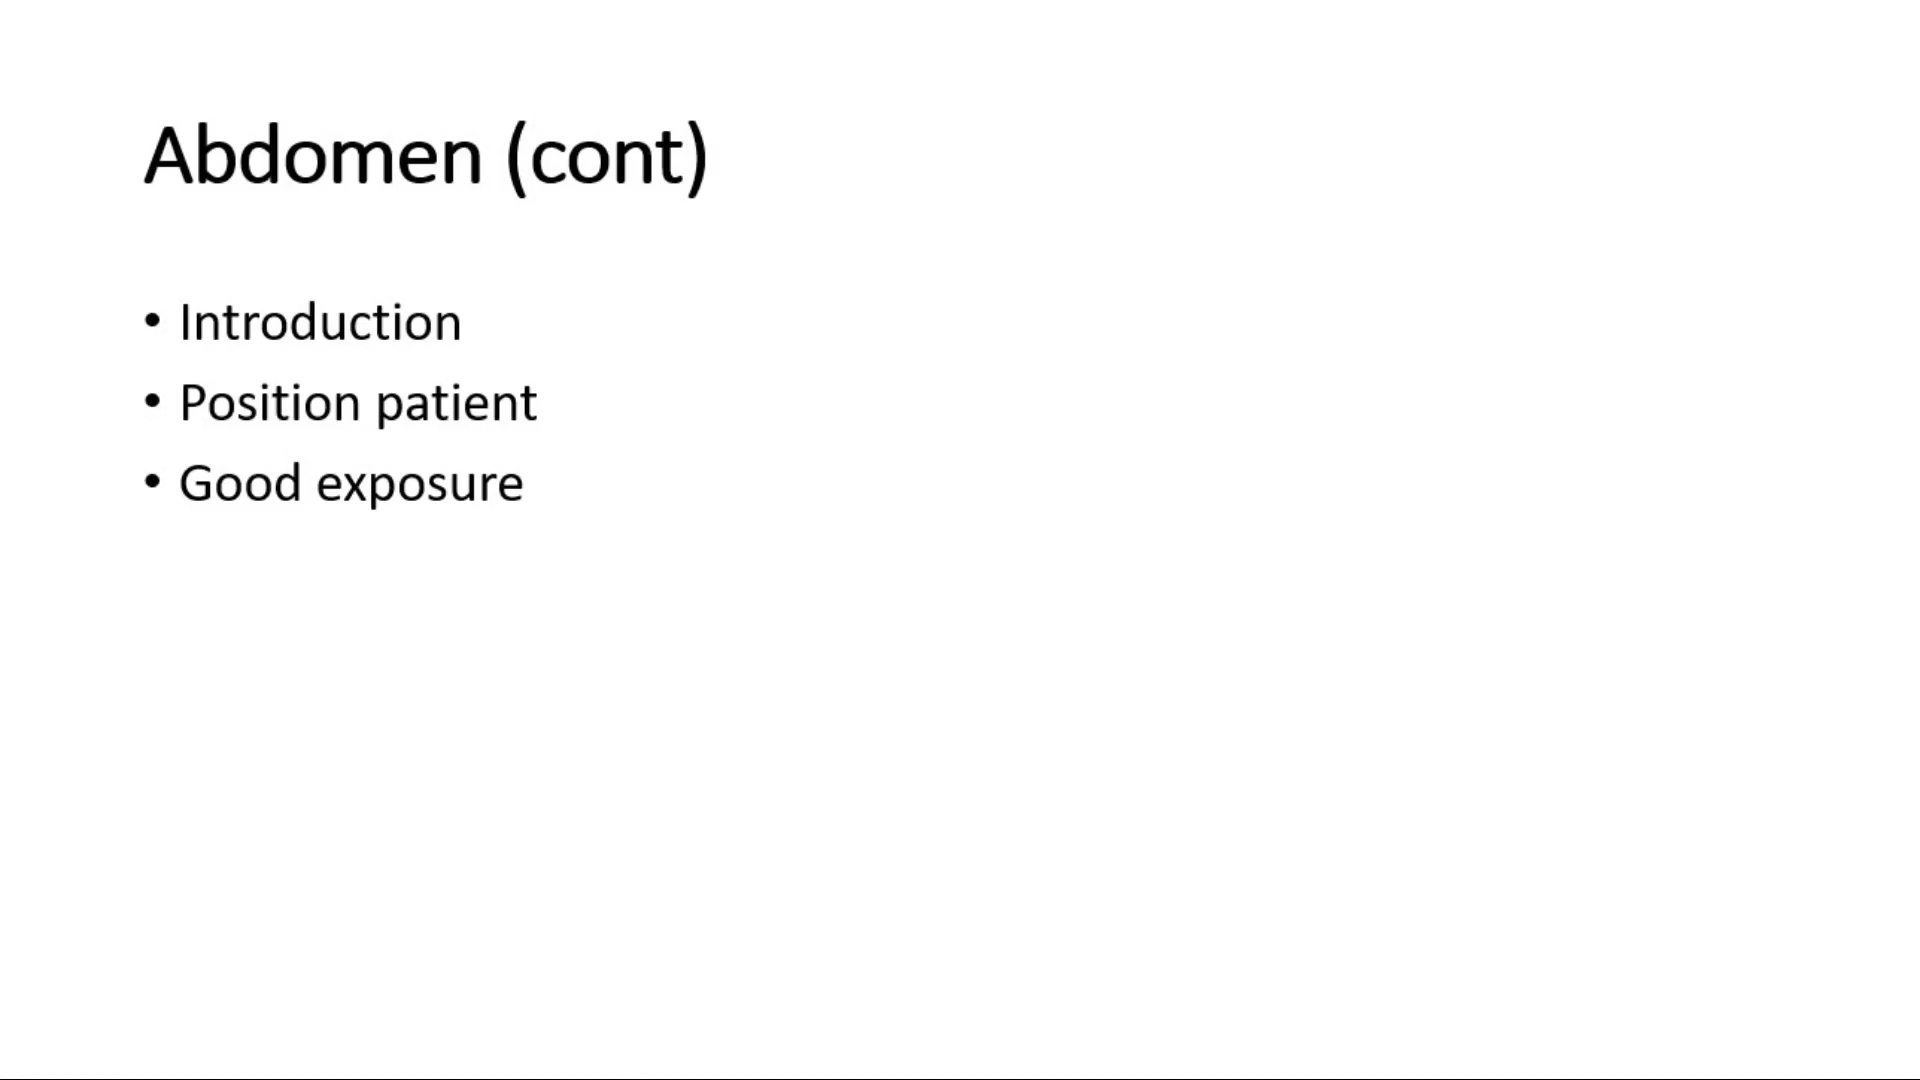 Abdomen (cont)
• Introduction
• Position patient
• Good exposure